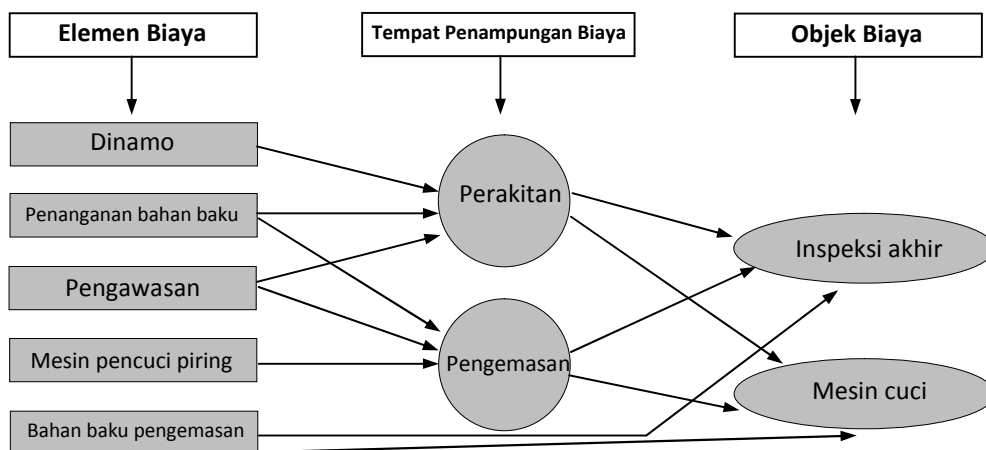 Elemen Biaya
Tempat Penampungan Biaya
Objek Biaya
Dinamo
Penanganan bahan baku
Pengawasan
Mesin pencuci piring
Bahan baku pengemasan
Perakitan
Pengemasan
Inspeksi akhir
Mesin cuci